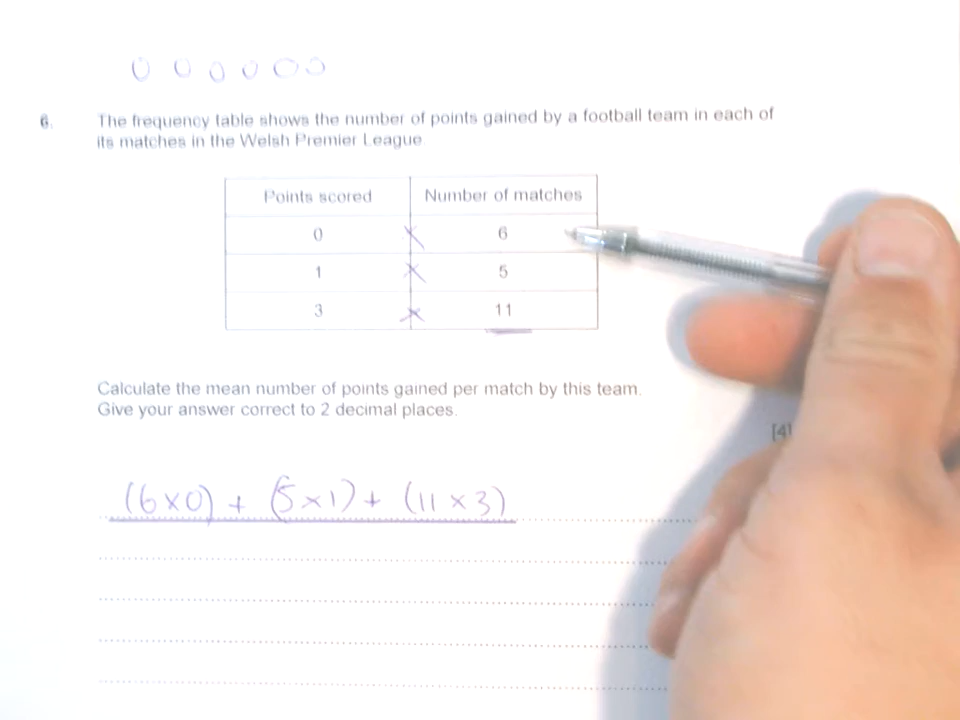 0 0 0 0 0 0
6. The frequency table shows the number of points gained by a football team in each of
its matches in the Welsh Premier League
Points scored Number of matches
0 × 6
1 × 5
3 × 11
Calculate the mean number of points gained per match by this team.
Give your answer correct to 2 decimal places.
[4]
(6×0) + (5×1) + (11×3)